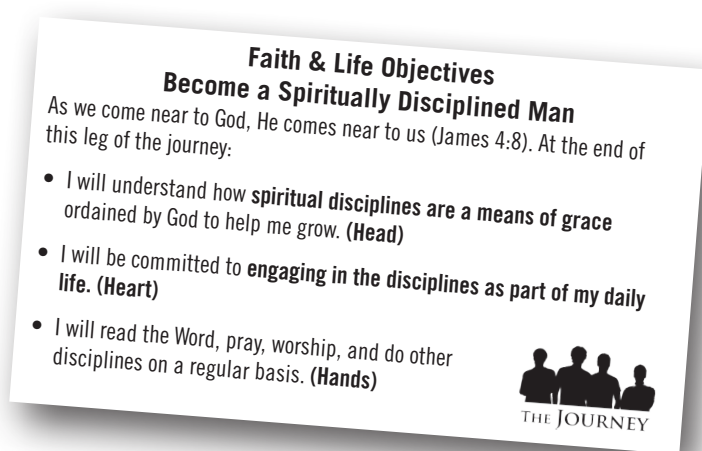 Faith & Life Objectives
Become a Spiritually Disciplined Man
As we come near to God, He comes near to us (James 4:8). At the end of
this leg of the journey:
• I will understand how spiritual disciplines are a means of grace
ordained by God to help me grow. (Head)
• I will be committed to engaging in the disciplines as part of my daily
life. (Heart)
• I will read the Word, pray, worship, and do other
disciplines on a regular basis. (Hands)
THE JOURNEY